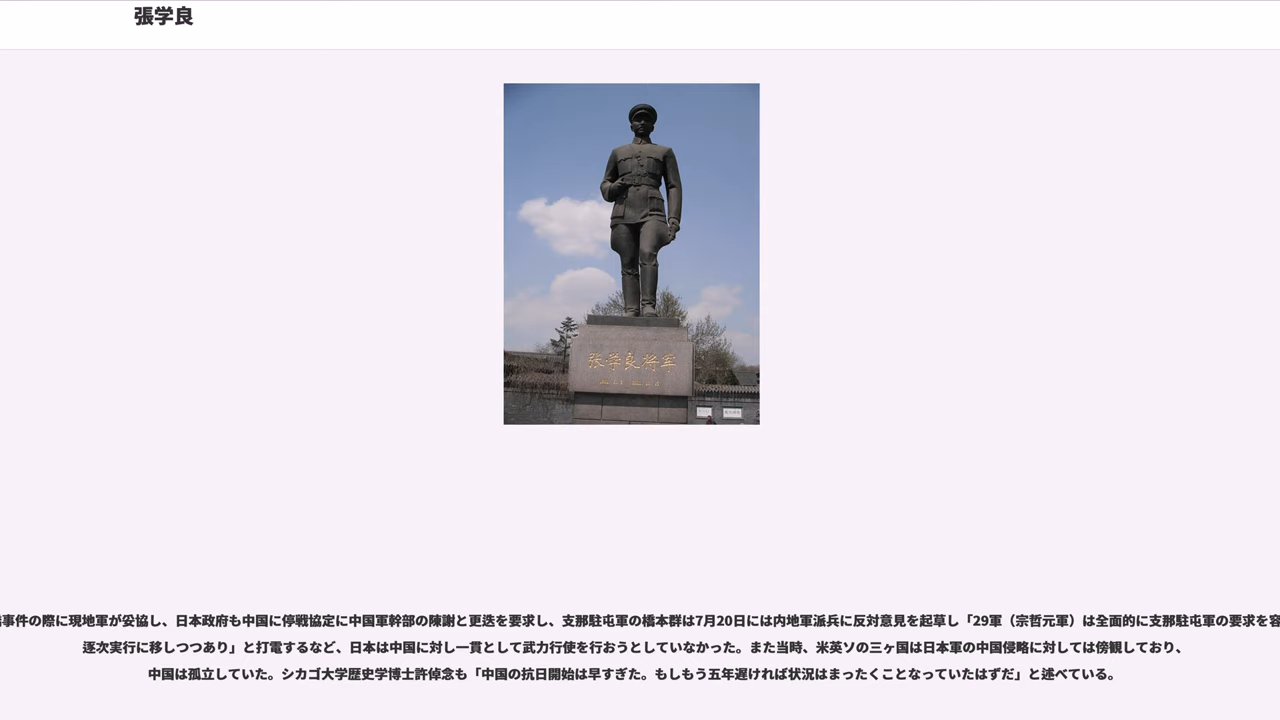 張学良
张学良将军
事件の際に現地軍が妥協し、日本政府も中国に停戦協定に中国軍幹部の陳謝と更迭を要求し、支那駐屯軍の橋本群は7月20日には内地軍派兵に反対意見を起草し「29軍（宗哲元軍）は全面的に支那駐屯軍の要求を容
逐次実行に移しつつあり」と打電するなど、日本は中国に対し一貫として武力行使を行おうとしていなかった。また当時、米英ソの三ヶ国は日本軍の中国侵略に対しては傍観しており、
中国は孤立していた。シカゴ大学歴史学博士許倬念も「中国の抗日開始は早すぎた。もしもう五年遅ければ状況はまったくことなっていたはずだ」と述べている。